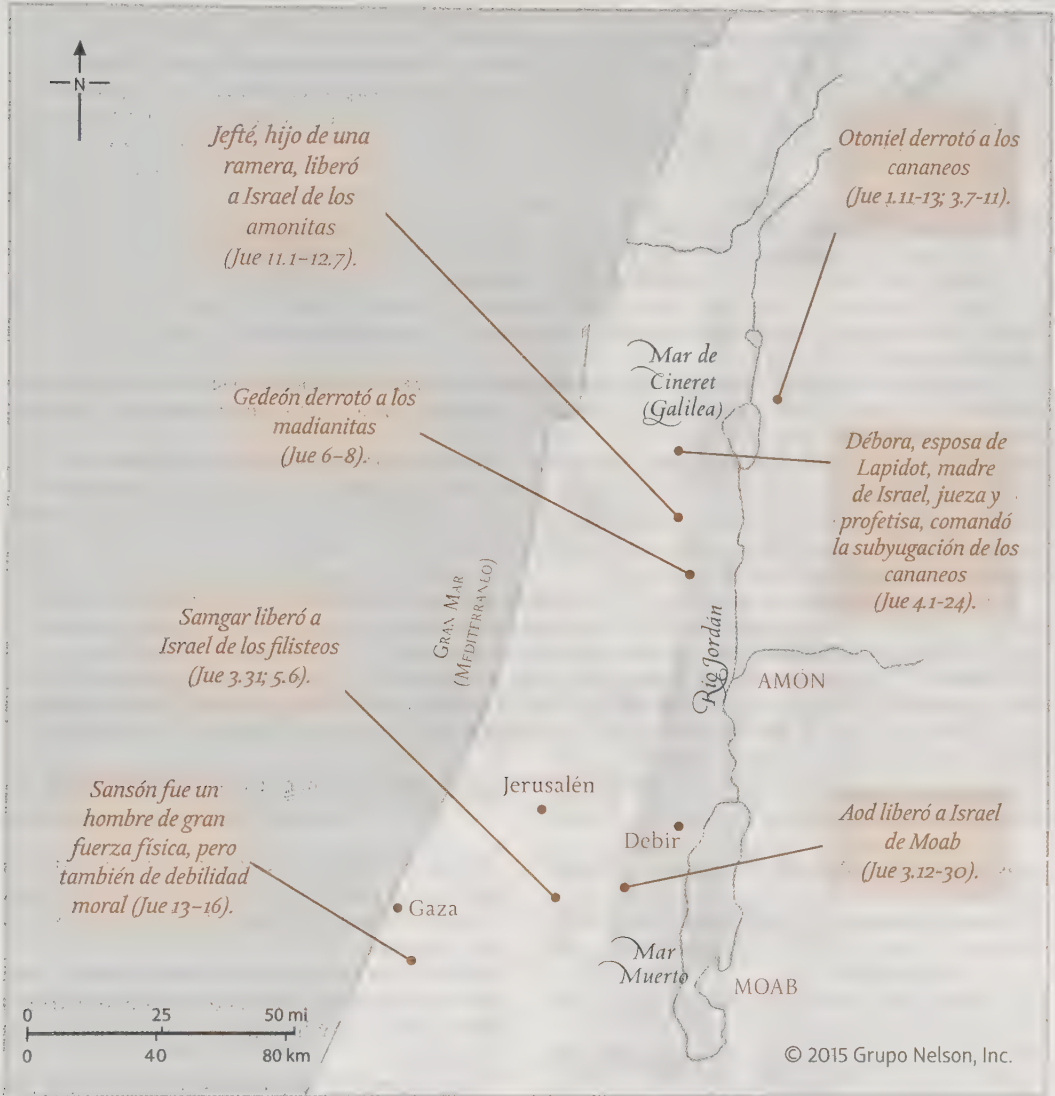 N
Jefté, hijo de una
ramera, liberó
a Israel de los
amonitas
(Jue 11.1–12.7).
Otoniel derrotó a los
cananeos
(Jue 1.11-13; 3.7-11).
Mar de
Cineret
(Galilea)
Gedeón derrotó a los
madianitas
(Jue 6–8).
Débora, esposa de
Lapidot, madre
de Israel, jueza y
profetisa, comandó
la subyugación de los
cananeos
(Jue 4.1-24).
GRAN MAR
(MEDITERRANEO)
Samgar liberó a
Israel de los filisteos
(Jue 3.31; 5.6).
Río Jordán
AMÓN
Sansón fue un
hombre de gran
fuerza física, pero
también de debilidad
moral (Jue 13–16).
Jerusalén
Debir
Aod liberó a Israel
de Moab
(Jue 3.12-30).
Gaza
Mar
Muerto
MOAB
0 25 50 mi
0 40 80 km
© 2015 Grupo Nelson, Inc.